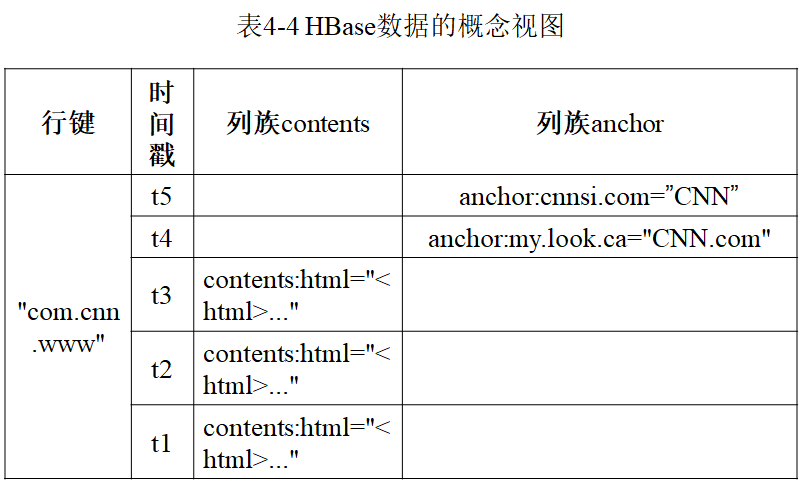 表4-4 HBase数据的概念视图
行键
时
间
戳
列族contents
列族anchor
"com.cnn
.www"
t5
anchor:cnnsi.com=”CNN”
t4
anchor:my.look.ca="CNN.com"
t3
contents:html="<
html>..."
t2
contents:html="<
html>..."
t1
contents:html="<
html>..."